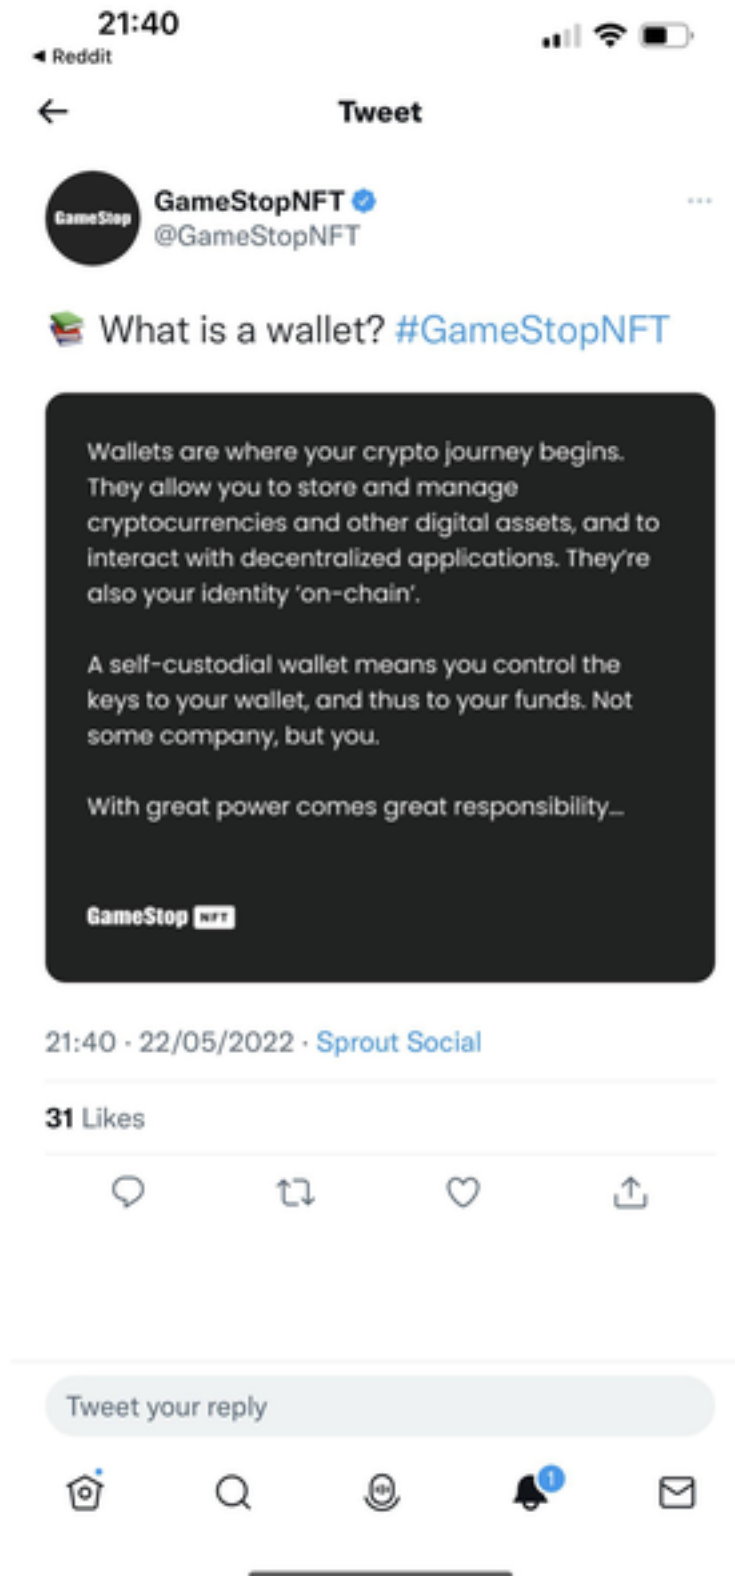 21:40
◀ Reddit
Tweet
GameStop
GameStopNFT
@GameStopNFT
📚 What is a wallet? #GameStopNFT
Wallets are where your crypto journey begins.
They allow you to store and manage
cryptocurrencies and other digital assets, and to
interact with decentralized applications. They're
also your identity 'on-chain'.
A self-custodial wallet means you control the
keys to your wallet, and thus to your funds. Not
some company, but you.
With great power comes great responsibility...
GameStop NFT
21:40 · 22/05/2022 · Sprout Social
31 Likes
Tweet your reply
1